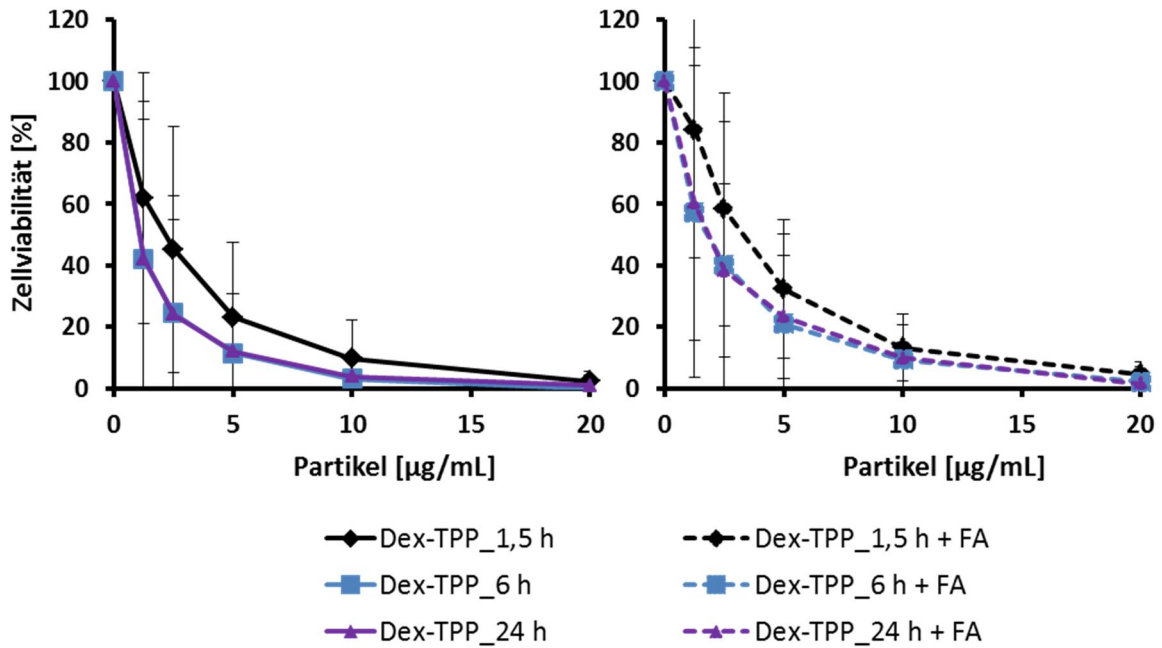 Zellviabilität [%]
120
100
80
60
40
20
0
0 5 10 15 20
Partikel [µg/mL]
120
100
80
60
40
20
0
0 5 10 15 20
Partikel [µg/mL]
Dex-TPP_1,5 h
Dex-TPP_6 h
Dex-TPP_24 h
Dex-TPP_1,5 h + FA
Dex-TPP_6 h + FA
Dex-TPP_24 h + FA